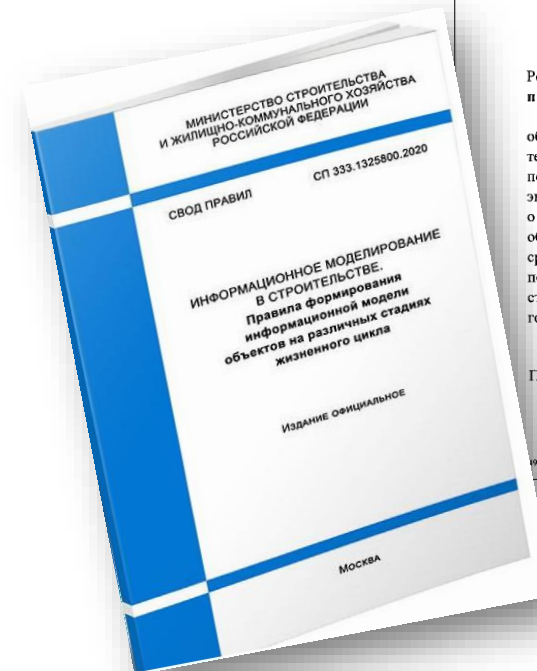 МИНИСТЕРСТВО СТРОИТЕЛЬСТВА
И ЖИЛИЩНО-КОММУНАЛЬНОГО ХОЗЯЙСТВА
РОССИЙСКОЙ ФЕДЕРАЦИИ
СВОД ПРАВИЛ
СП 333.1325800.2020
ИНФОРМАЦИОННОЕ МОДЕЛИРОВАНИЕ
В СТРОИТЕЛЬСТВЕ.
Правила формирования
информационной модели
объектов на различных стадиях
жизненного цикла
ИЗДАНИЕ ОФИЦИАЛЬНОЕ
МОСКВА